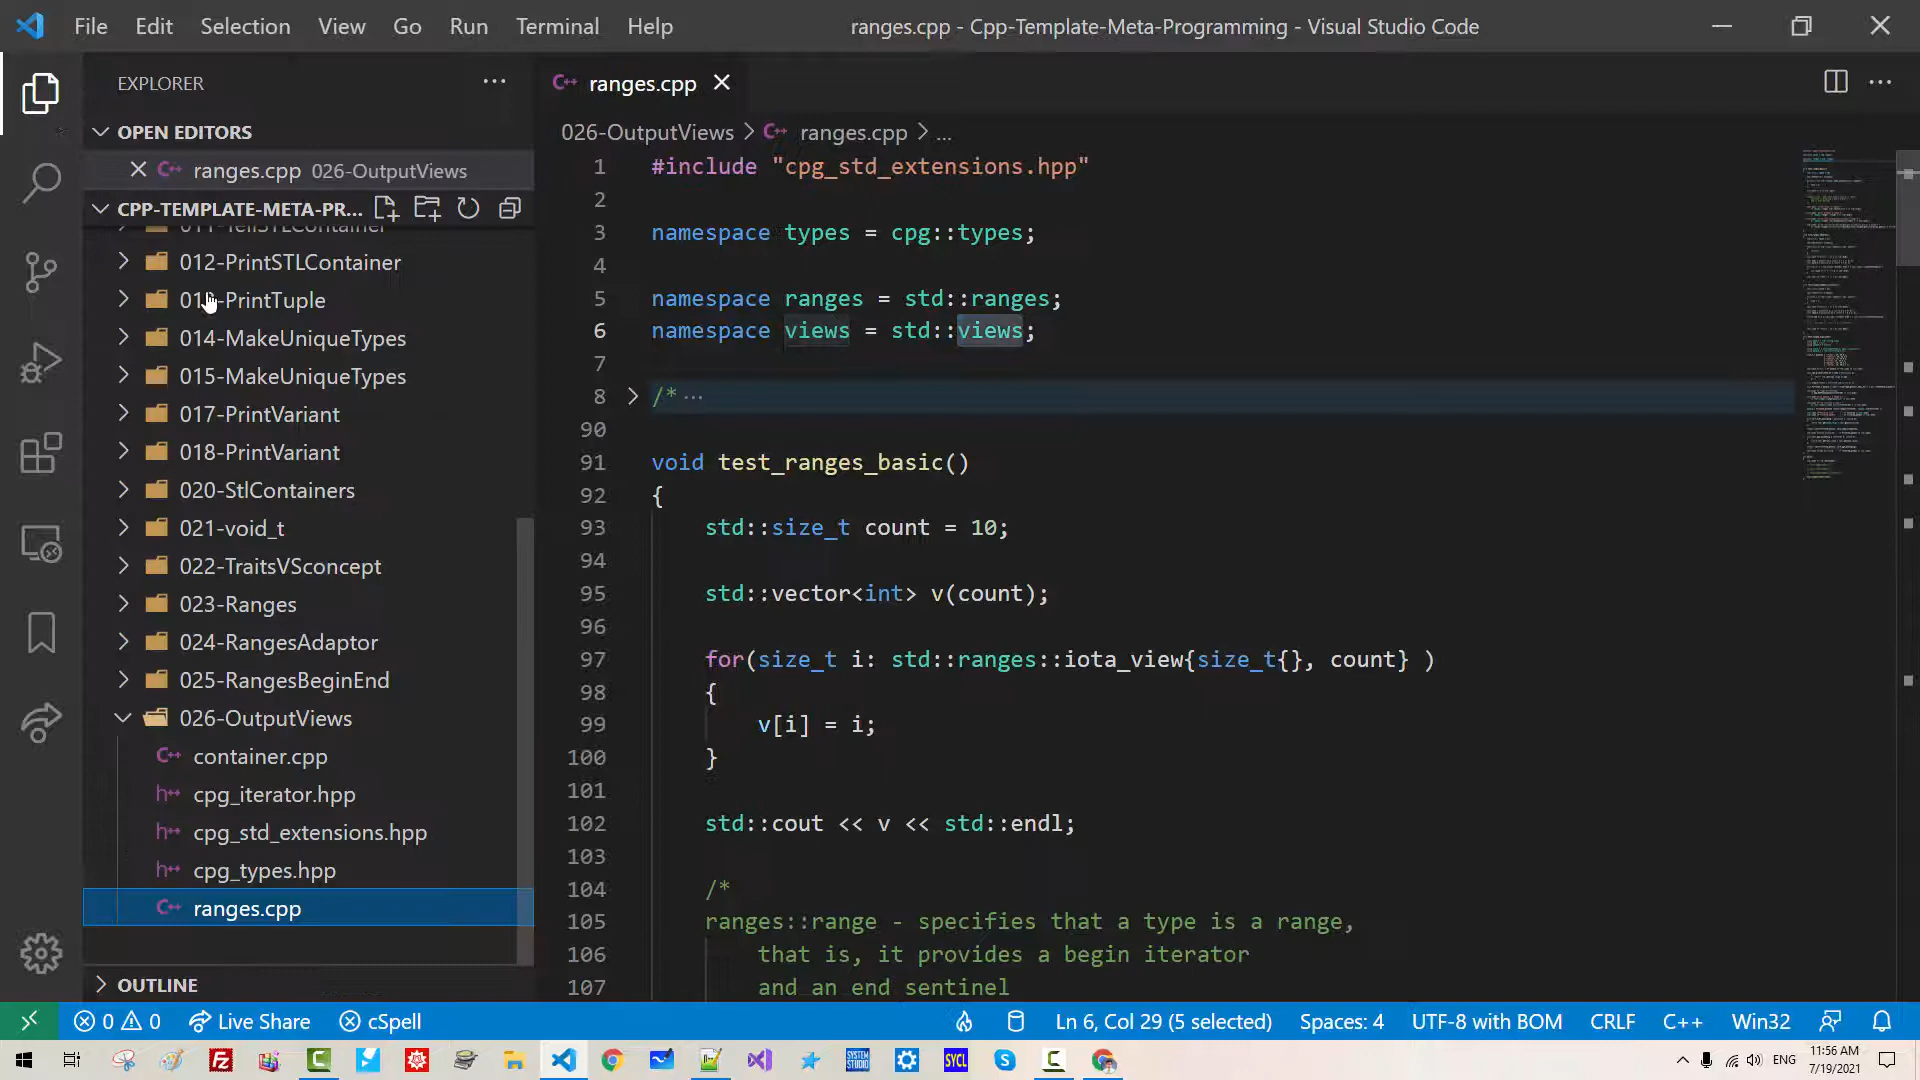 File Edit Selection View Go Run Terminal Help
ranges.cpp - Cpp-Template-Meta-Programming - Visual Studio Code
EXPLORER
OPEN EDITORS
ranges.cpp 026-OutputViews
CPP-TEMPLATE-META-PR...
011-TellSTLContainer
012-PrintSTLContainer
-PrintTuple
014-MakeUniqueTypes
015-MakeUniqueTypes
017-PrintVariant
018-PrintVariant
020-StlContainers
021-void_t
022-TraitsVSconcept
023-Ranges
024-RangesAdaptor
025-RangesBeginEnd
026-OutputViews
container.cpp
cpg_iterator.hpp
cpg_std_extensions.hpp
cpg_types.hpp
ranges.cpp
OUTLINE
ranges.cpp
026-OutputViews > ranges.cpp > ...
1 #include "cpg_std_extensions.hpp"
2
3 namespace types = cpg::types;
4
5 namespace ranges = std::ranges;
6 namespace views = std::views;
7
8 /* ...
90
91 void test_ranges_basic()
92 {
93 std::size_t count = 10;
94
95 std::vector<int> v(count);
96
97 for(size_t i: std::ranges::iota_view{size_t{}, count} )
98 {
99 v[i] = i;
100 }
101
102 std::cout << v << std::endl;
103
104 /*
105 ranges::range - specifies that a type is a range,
106 that is, it provides a begin iterator
107 and an end sentinel
0 0 Live Share cSpell
Ln 6, Col 29 (5 selected) Spaces: 4 UTF-8 with BOM CRLF C++ Win32
SYSTEM STUDIO
SYCL
ENG
11:56 AM
7/19/2021